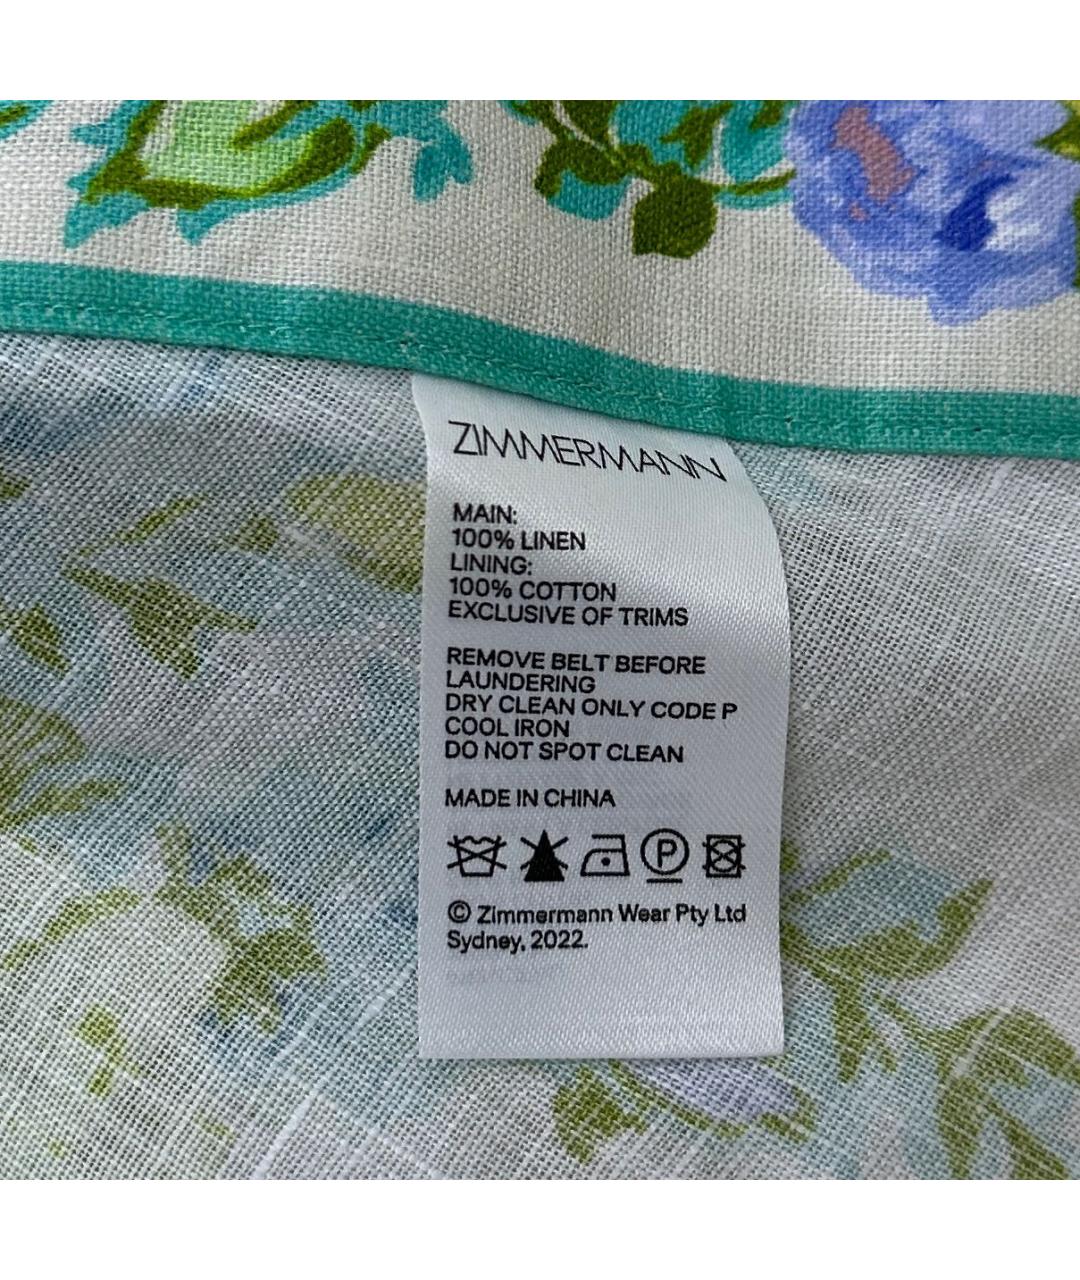 ZIMMERMANN
MAIN:
100% LINEN
LINING:
100% COTTON
EXCLUSIVE OF TRIMS
REMOVE BELT BEFORE
LAUNDERING
DRY CLEAN ONLY CODE P
COOL IRON
DO NOT SPOT CLEAN
MADE IN CHINA
P
© Zimmermann Wear Pty Ltd
Sydney, 2022.